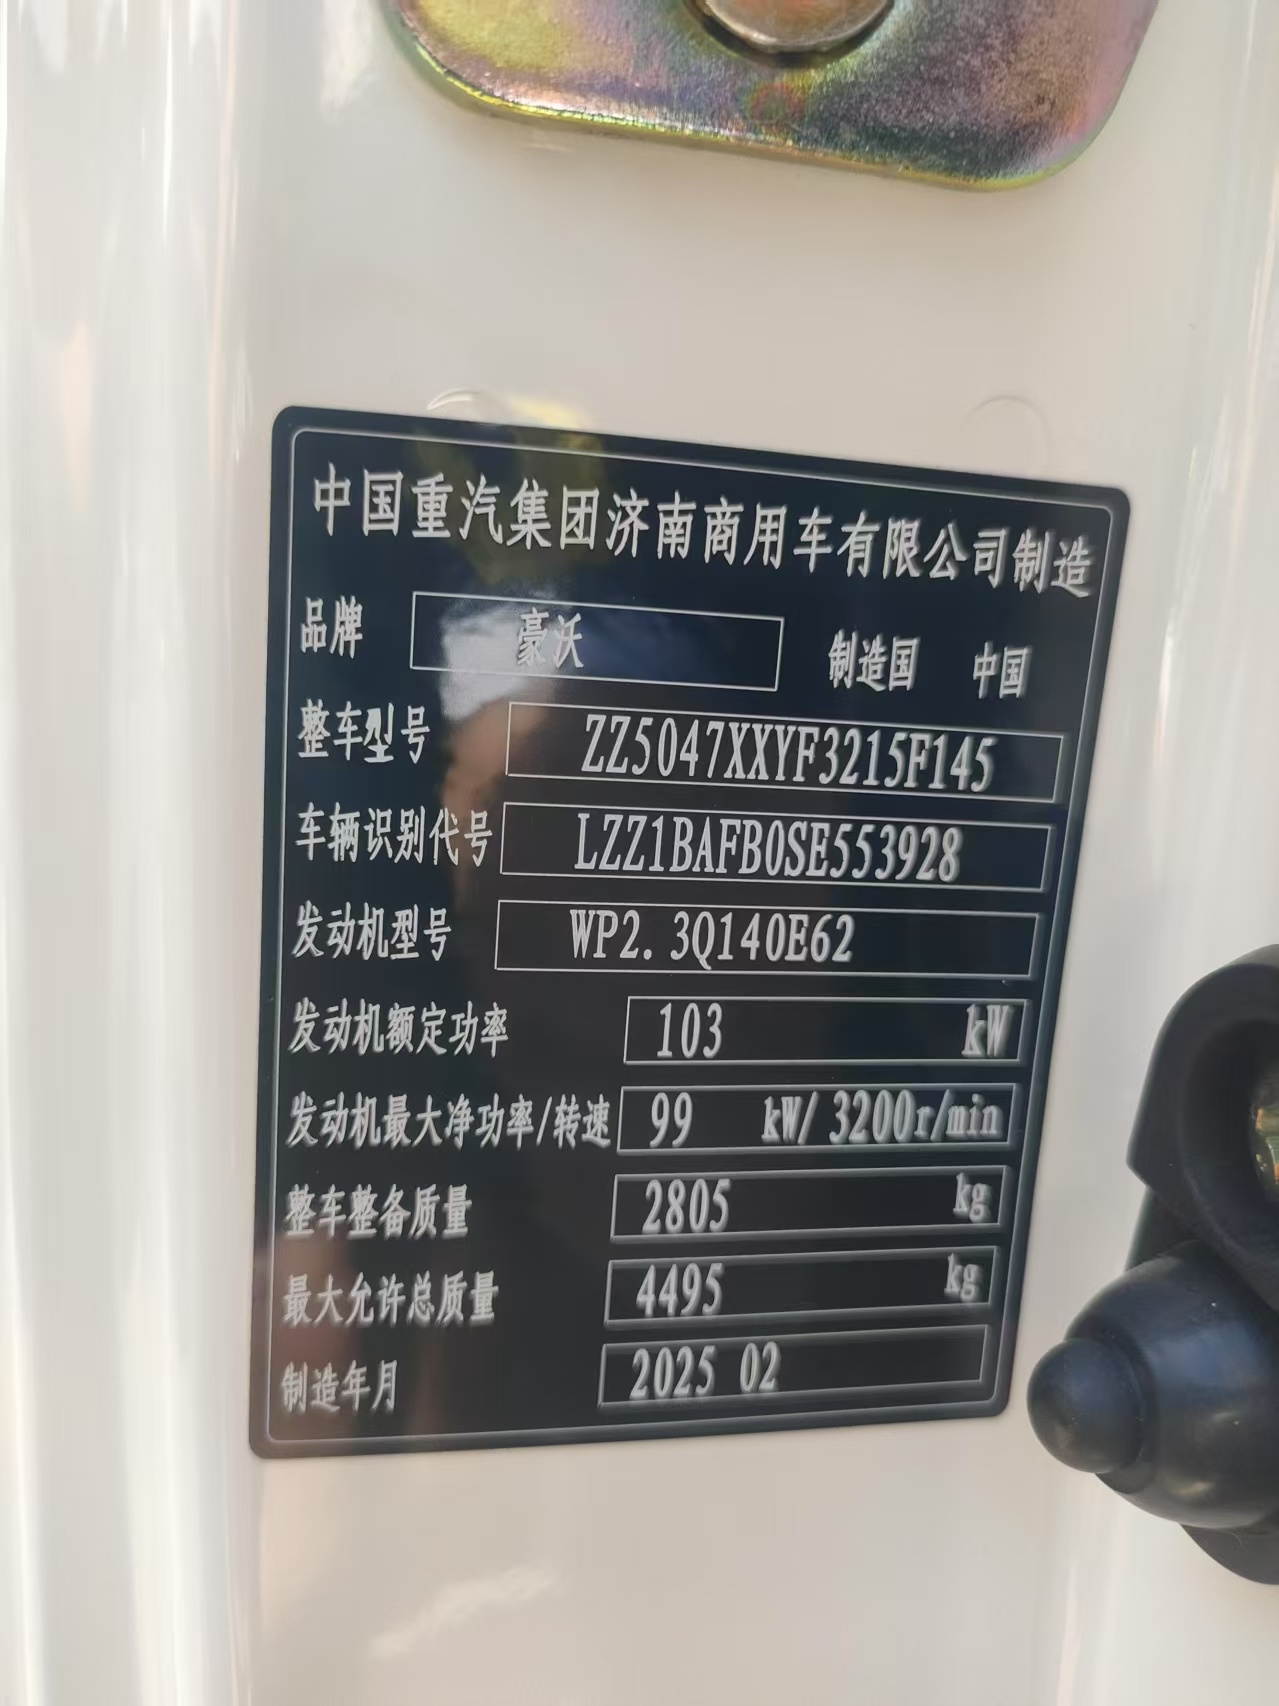 中国重汽集团济南商用车有限公司制造
品牌 豪沃 制造国 中国
整车型号 ZZ5047XXYF3215F145
车辆识别代号 LZZ1BAFB0SE553928
发动机型号 WP2.3Q140E62
发动机额定功率 103 kW
发动机最大净功率/转速 99 kW/ 3200r/min
整车整备质量 2805 kg
最大允许总质量 4495 kg
制造年月 2025 02